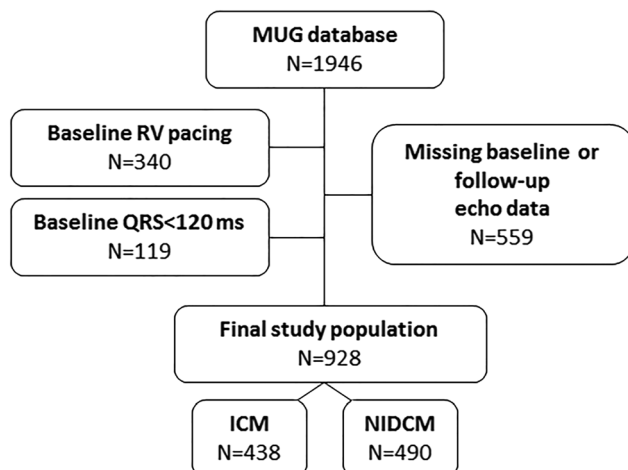 MUG database
N=1946
Baseline RV pacing
N=340
Missing baseline or
follow-up
echo data
N=559
Baseline QRS<120 ms
N=119
Final study population
N=928
ICM
N=438
NIDCM
N=490